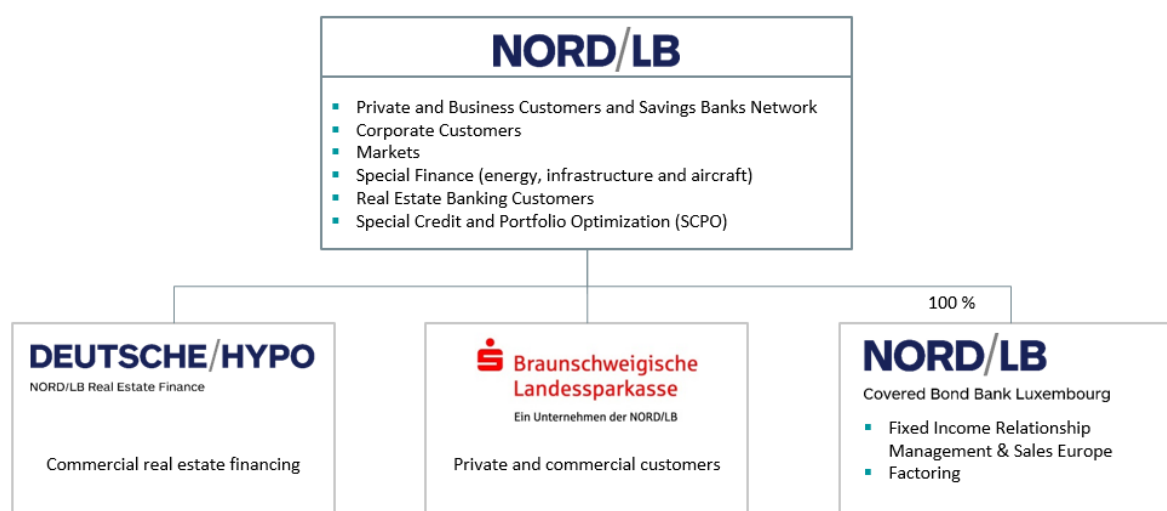 NORD/LB
▪ Private and Business Customers and Savings Banks Network
▪ Corporate Customers
▪ Markets
▪ Special Finance (energy, infrastructure and aircraft)
▪ Real Estate Banking Customers
▪ Special Credit and Portfolio Optimization (SCPO)
100 %
DEUTSCHE/HYPO
NORD/LB Real Estate Finance
Commercial real estate financing
Braunschweigische
Landessparkasse
Ein Unternehmen der NORD/LB
Private and commercial customers
NORD/LB
Covered Bond Bank Luxembourg
▪ Fixed Income Relationship
Management & Sales Europe
▪ Factoring